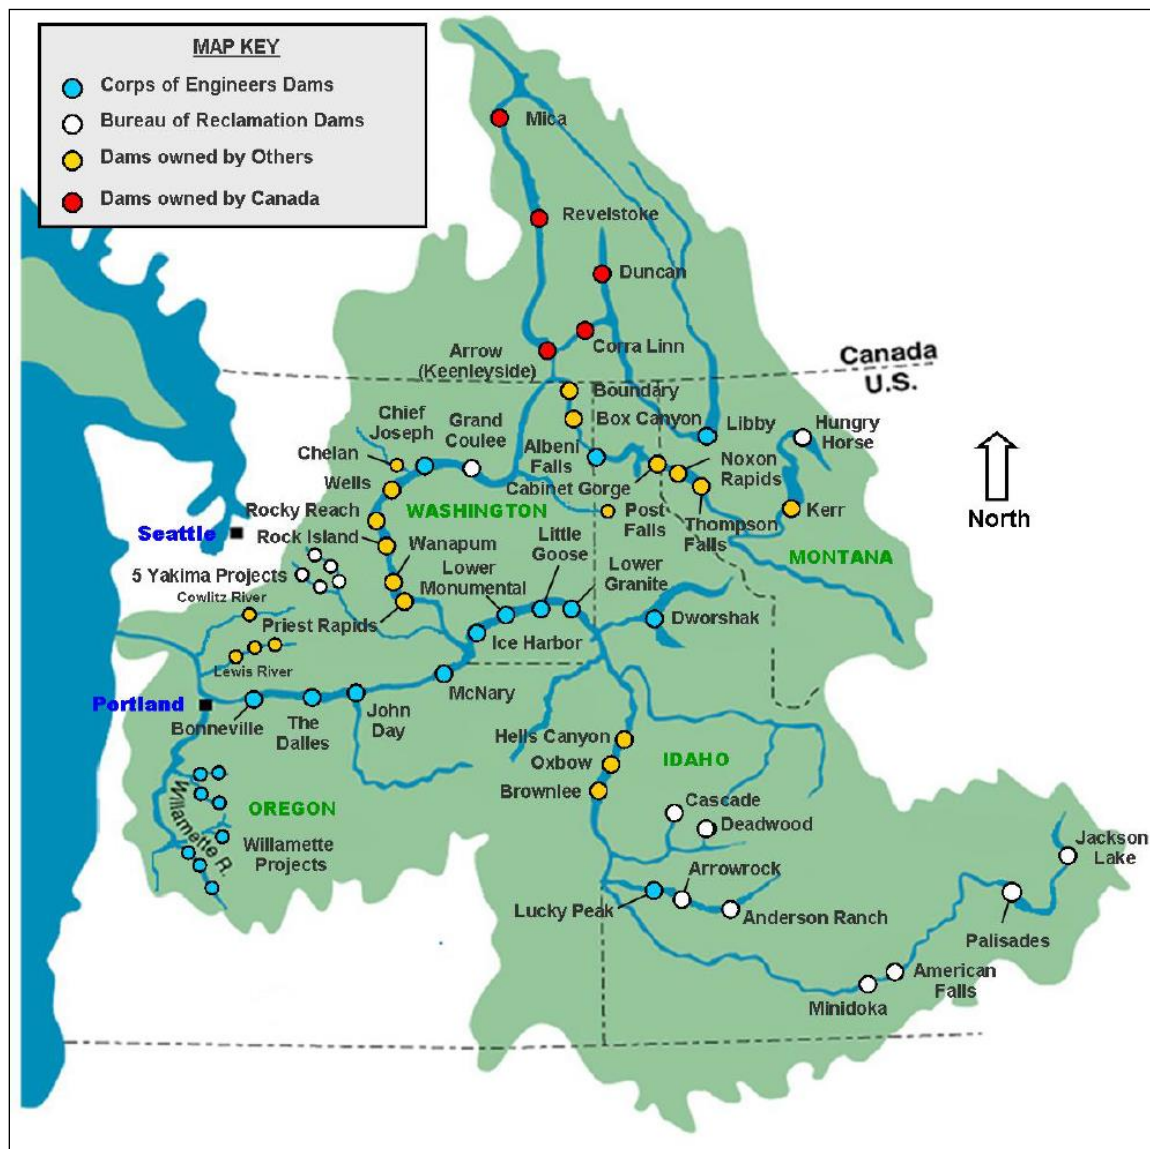 MAP KEY
Corps of Engineers Dams
Bureau of Reclamation Dams
Dams owned by Others
Dams owned by Canada
Mica
Revelstoke
Duncan
Corra Linn
Arrow
(Keenleyside)
Canada
U.S.
Boundary
Box Canyon
Libby
Hungry
Horse
Chief
Joseph
Grand
Coulee
Albeni
Falls
Chelan
Noxon
Rapids
Cabinet Gorge
Wells
WASHINGTON
Post
Falls
Thompson
Falls
Kerr
North
Rocky Reach
Seattle
Rock Island
Wanapum
Little
Goose
MONTANA
Lower
Monumental
Lower
Granite
5 Yakima Projects
Cowlitz River
Priest Rapids
Ice Harbor
Dworshak
Lewis River
McNary
Portland
Bonneville
The
Dalles
John
Day
Hells Canyon
Oxbow
IDAHO
Brownlee
Cascade
Deadwood
OREGON
Willamette R.
Willamette
Projects
Jackson
Lake
Arrowrock
Lucky Peak
Anderson Ranch
Palisades
American
Falls
Minidoka